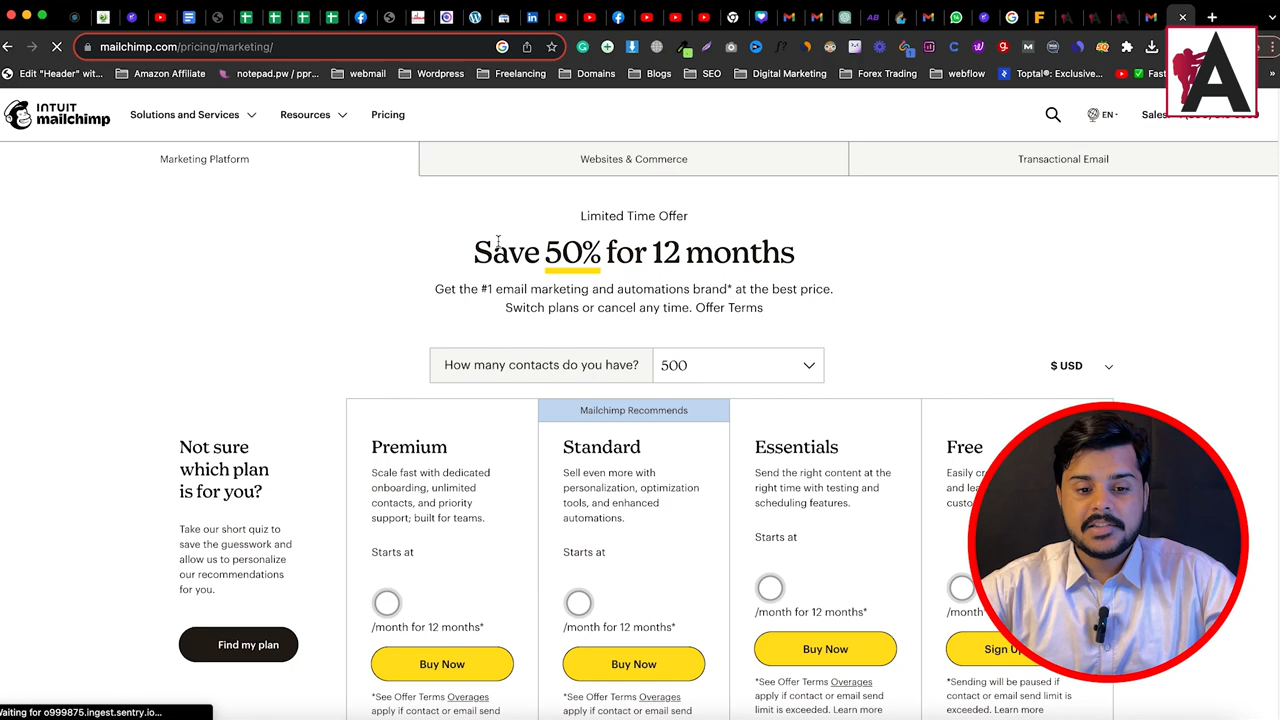 mailchimp.com/pricing/marketing/
Edit "Header" wit...
Amazon Affiliate
notepad.pw / ppr...
webmail
Wordpress
Freelancing
Domains
Blogs
SEO
Digital Marketing
Forex Trading
webflow
Toptal®: Exclusive...
A
INTUIT
mailchimp
Solutions and Services
Resources
Pricing
EN
Marketing Platform
Websites & Commerce
Transactional Email
Limited Time Offer
Save 50% for 12 months
Get the #1 email marketing and automations brand* at the best price.
Switch plans or cancel any time. Offer Terms
How many contacts do you have?
500
$ USD
Not sure
which plan
is for you?
Take our short quiz to
save the guesswork and
allow us to personalize
our recommendations
for you.
Find my plan
Premium
Scale fast with dedicated
onboarding, unlimited
contacts, and priority
support; built for teams.
Starts at
/month for 12 months*
Buy Now
*See Offer Terms Overages
apply if contact or email send
Mailchimp Recommends
Standard
Sell even more with
personalization, optimization
tools, and enhanced
automations.
Starts at
/month for 12 months*
Buy Now
*See Offer Terms Overages
apply if contact or email send
Essentials
Send the right content at the
right time with testing and
scheduling features.
Starts at
/month for 12 months*
Buy Now
*See Offer Terms Overages
apply if contact or email send
limit is exceeded. Learn more
Free
*Sending will be paused if
contact or email send limit is
exceeded. Learn more
Waiting for o999875.ingest.sentry.io...